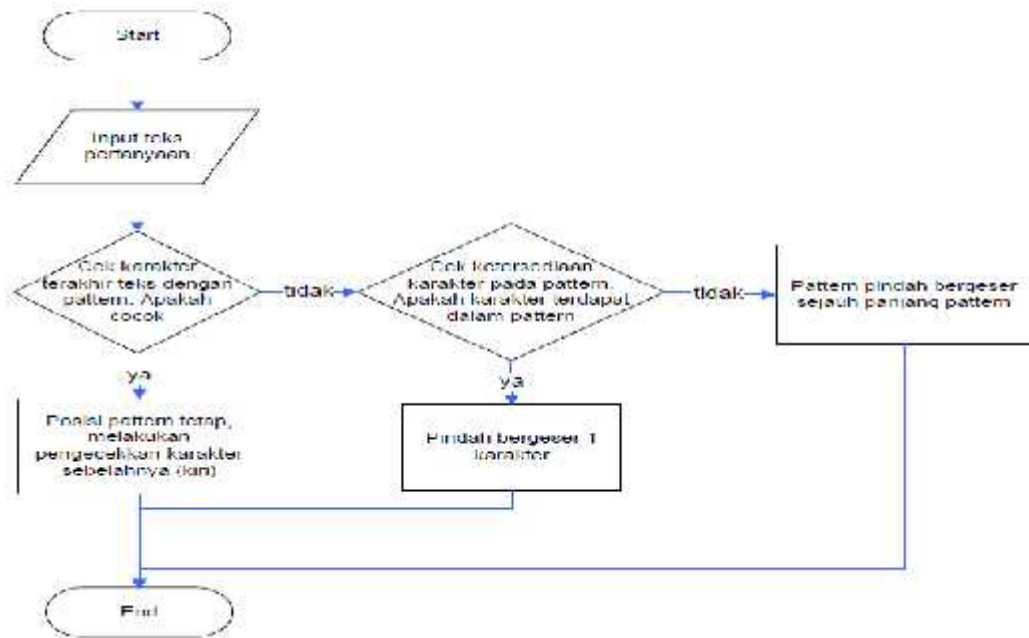 Start
Input teks
pertanyaan
Cek karakter
terakhir teks dengan
pattern. Apakah
cocok
tidak
Cek ketersediaan
karakter pada pattern.
Apakah karakter terdapat
dalam pattern
tidak
Pattern pindah bergeser
sejauh panjang pattern
ya
ya
Posisi pattern tetap,
melakukan
pengecekkan karakter
sebelahnya (kiri)
Pindah bergeser 1
karakter
End